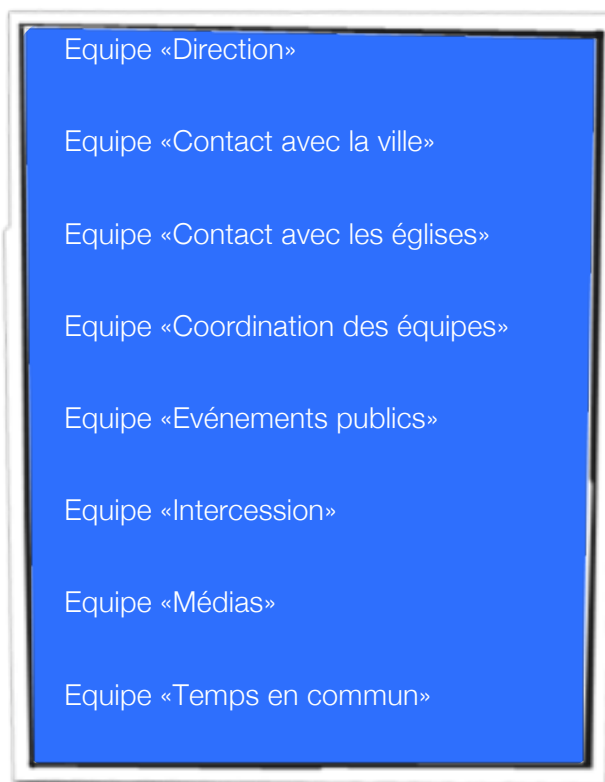 Equipe «Direction»
Equipe «Contact avec la ville»
Equipe «Contact avec les églises»
Equipe «Coordination des équipes»
Equipe «Evénements publics»
Equipe «Intercession»
Equipe «Médias»
Equipe «Temps en commun»